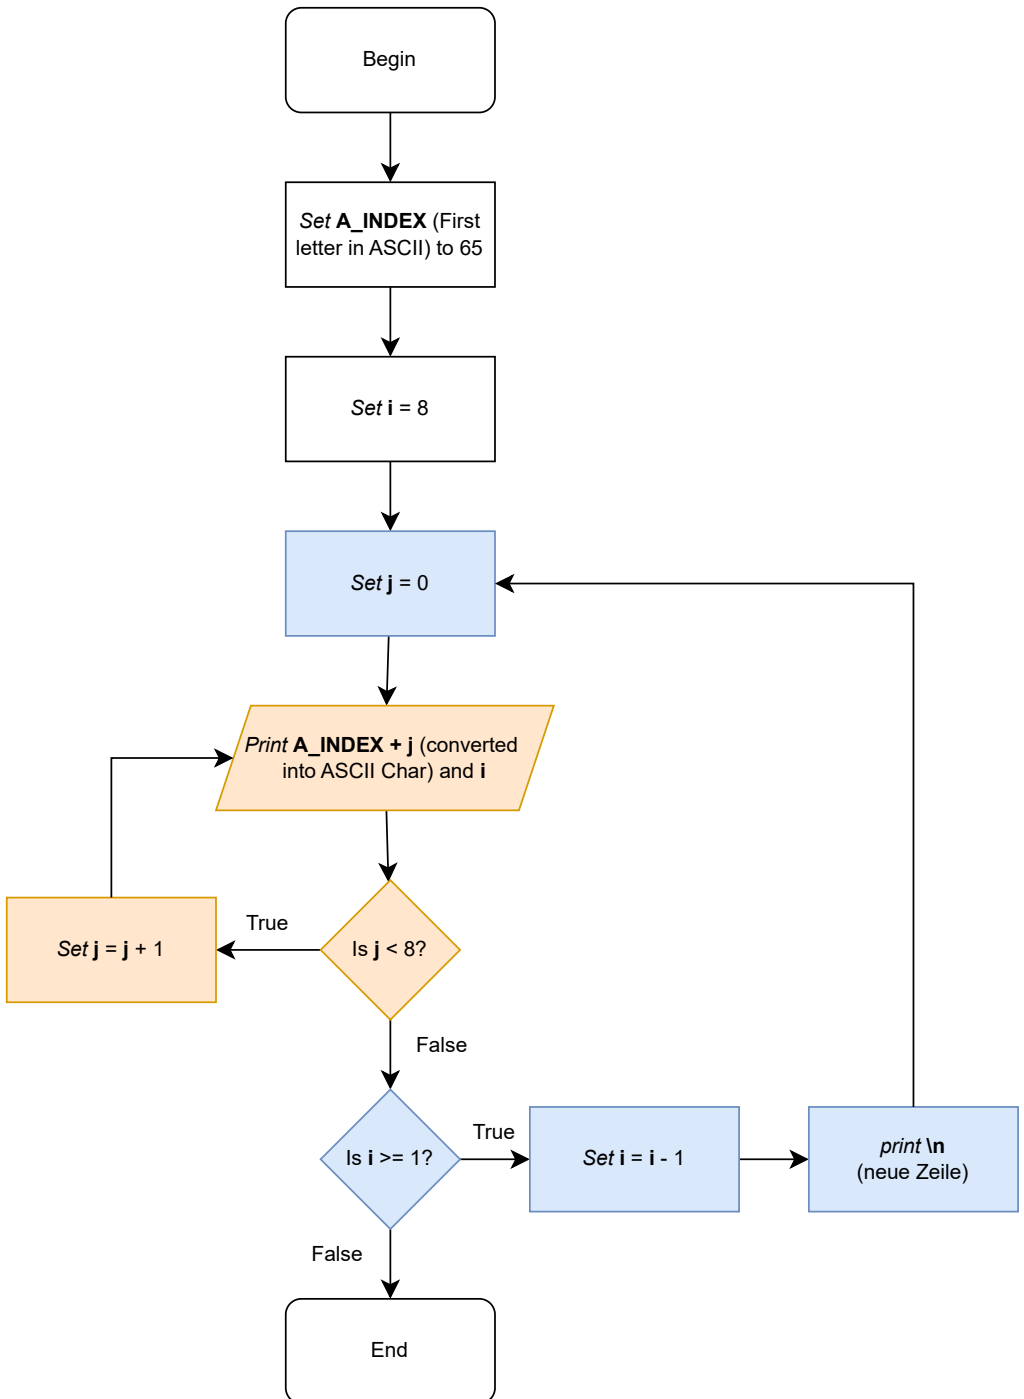 Begin
Set A_INDEX (First
letter in ASCII) to 65
Set i = 8
Set j = 0
Print A_INDEX + j (converted
into ASCII Char) and i
Set j = j + 1
True
Is j < 8?
False
Is i >= 1?
True
Set i = i - 1
print \n
(neue Zeile)
False
End